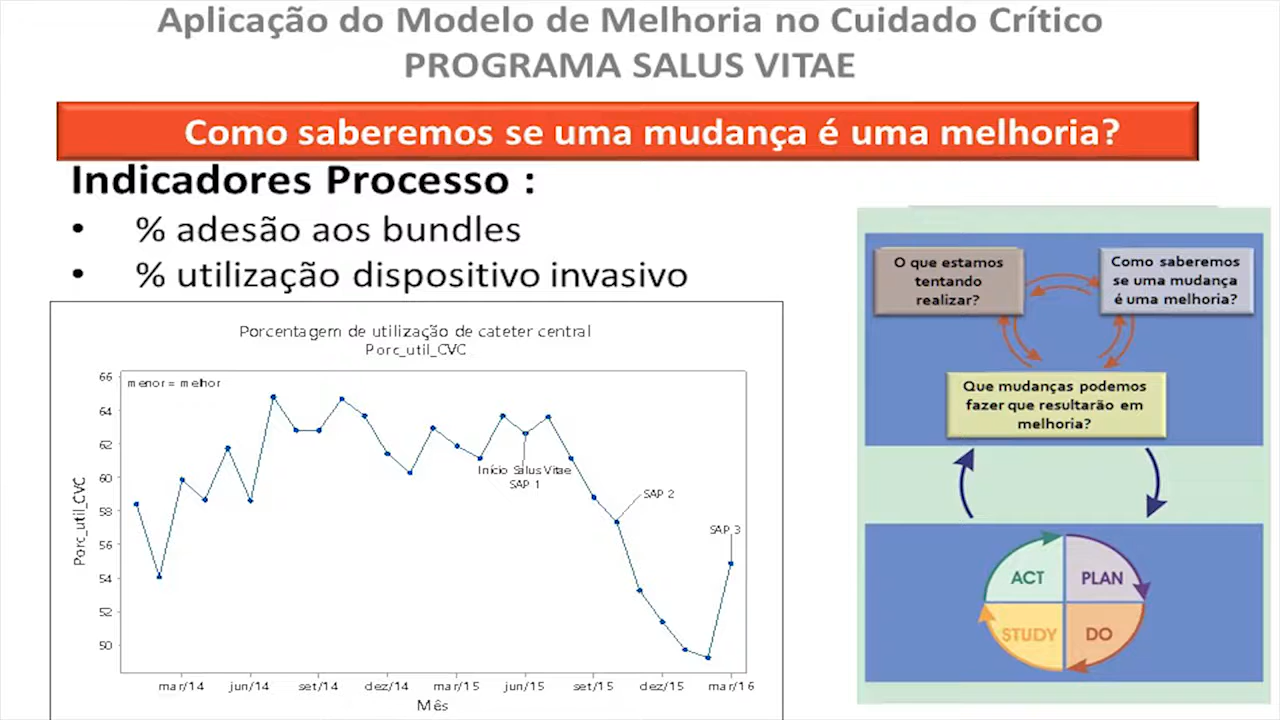 Aplicação do Modelo de Melhoria no Cuidado Crítico
PROGRAMA SALUS VITAE
Como saberemos se uma mudança é uma melhoria?
Indicadores Processo :
• % adesão aos bundles
• % utilização dispositivo invasivo
Porcentagem de utilização de cateter central
Porc_util_CVC
menor = melhor
66
64
62
60
58
56
54
52
50
Porc_util_CVC
Início Salus Vitae
SAP 1
SAP 2
SAP 3
mar/14 jun/14 set/14 dez/14 mar/15 jun/15 set/15 dez/15 mar/16
Mês
O que estamos
tentando
realizar?
Como saberemos
se uma mudança
é uma melhoria?
Que mudanças podemos
fazer que resultarão em
melhoria?
ACT PLAN
STUDY DO